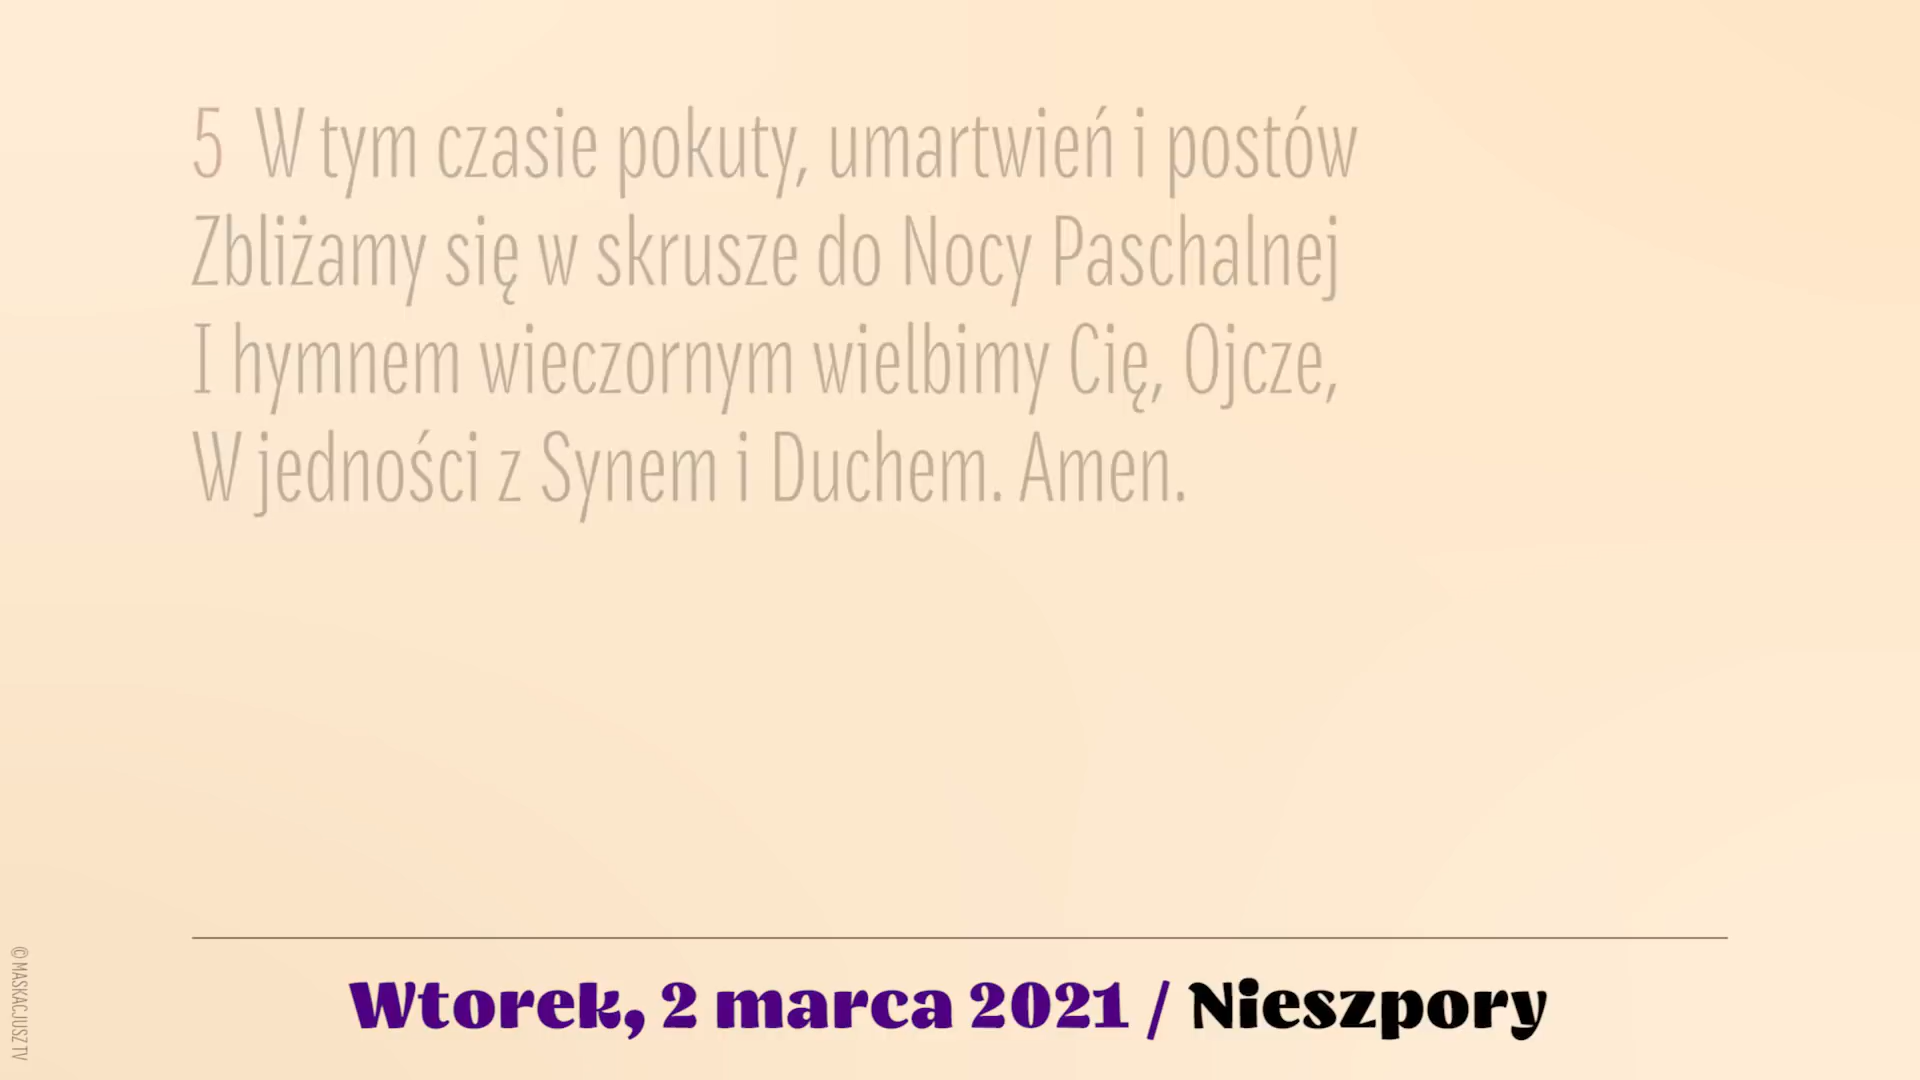 5 W tym czasie pokuty, umartwień i postów
Zbliżamy się w skrusze do Nocy Paschalnej
I hymnem wieczornym wielbimy Cię, Ojcze,
W jedności z Synem i Duchem. Amen.
© MASKACJUSZ TV
Wtorek, 2 marca 2021 / Nieszpory